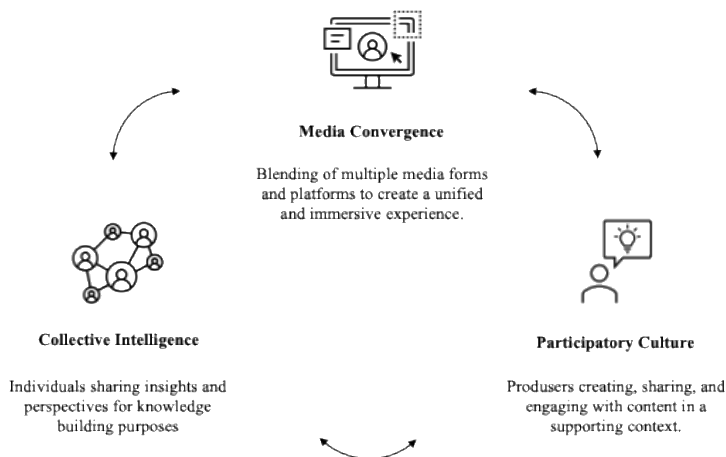 Media Convergence
Blending of multiple media forms
and platforms to create a unified
and immersive experience.
Collective Intelligence
Individuals sharing insights and
perspectives for knowledge
building purposes
Participatory Culture
Produsers creating, sharing, and
engaging with content in a
supporting context.